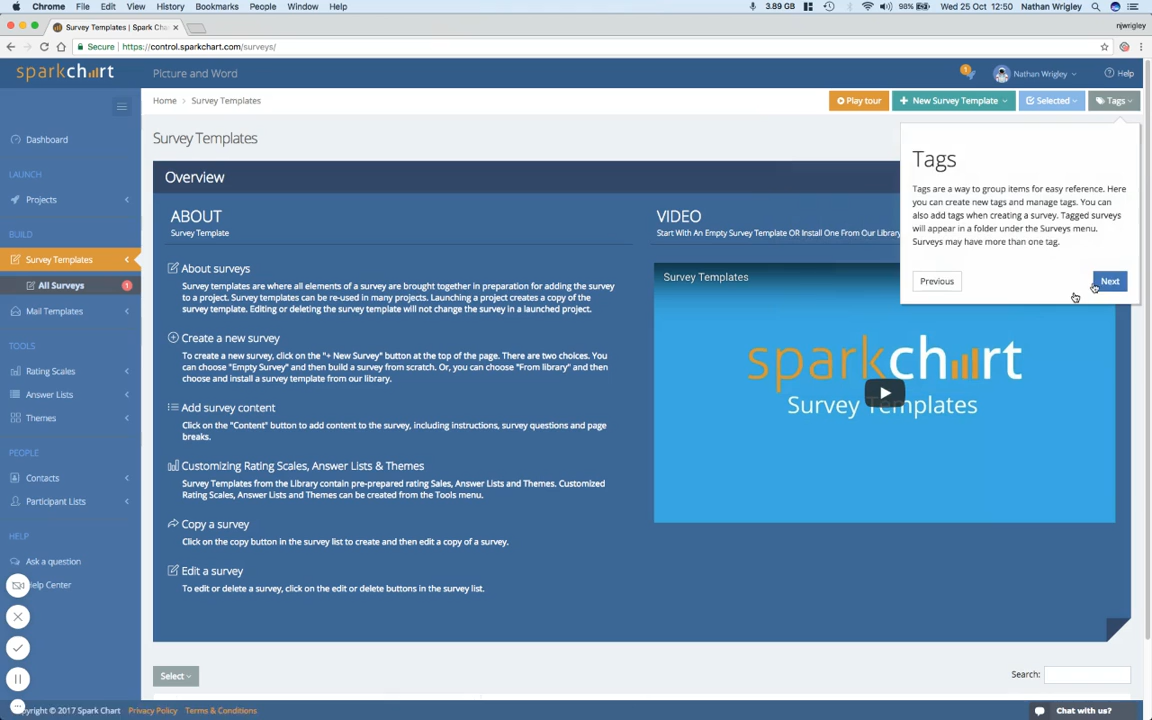 Chrome File Edit View History Bookmarks People Window Help
3.89 GB 98% Wed 25 Oct 12:50 Nathan Wrigley
Survey Templates | Spark Cha
njwrigley
Secure https://control.sparkchart.com/surveys/
sparkchart
Picture and Word
1
Nathan Wrigley
Help
Home > Survey Templates
Play tour
+ New Survey Template
Selected
Tags
Dashboard
LAUNCH
Projects
BUILD
Survey Templates
All Surveys 1
Mail Templates
TOOLS
Rating Scales
Answer Lists
Themes
PEOPLE
Contacts
Participant Lists
HELP
Ask a question
Help Center
Survey Templates
Overview
ABOUT
Survey Template
About surveys
Survey templates are where all elements of a survey are brought together in preparation for adding the survey
to a project. Survey templates can be re-used in many projects. Launching a project creates a copy of the
survey template. Editing or deleting the survey template will not change the survey in a launched project.
Create a new survey
To create a new survey, click on the "+ New Survey" button at the top of the page. There are two choices. You
can choose "Empty Survey" and then build a survey from scratch. Or, you can choose "From library" and then
choose and install a survey template from our library.
Add survey content
Click on the "Content" button to add content to the survey, including instructions, survey questions and page
breaks.
Customizing Rating Scales, Answer Lists & Themes
Survey Templates from the Library contain pre-prepared rating Sales, Answer Lists and Themes. Customized
Rating Scales, Answer Lists and Themes can be created from the Tools menu.
Copy a survey
Click on the copy button in the survey list to create and then edit a copy of a survey.
Edit a survey
To edit or delete a survey, click on the edit or delete buttons in the survey list.
VIDEO
Start With An Empty Survey Template OR Install One From Our Library
Survey Templates
sparkchart
Survey Templates
Tags
Tags are a way to group items for easy reference. Here
you can create new tags and manage tags. You can
also add tags when creating a survey. Tagged surveys
will appear in a folder under the Surveys menu.
Surveys may have more than one tag.
Previous
Next
Select
Search:
opyright © 2017 Spark Chart Privacy Policy Terms & Conditions
Chat with us?